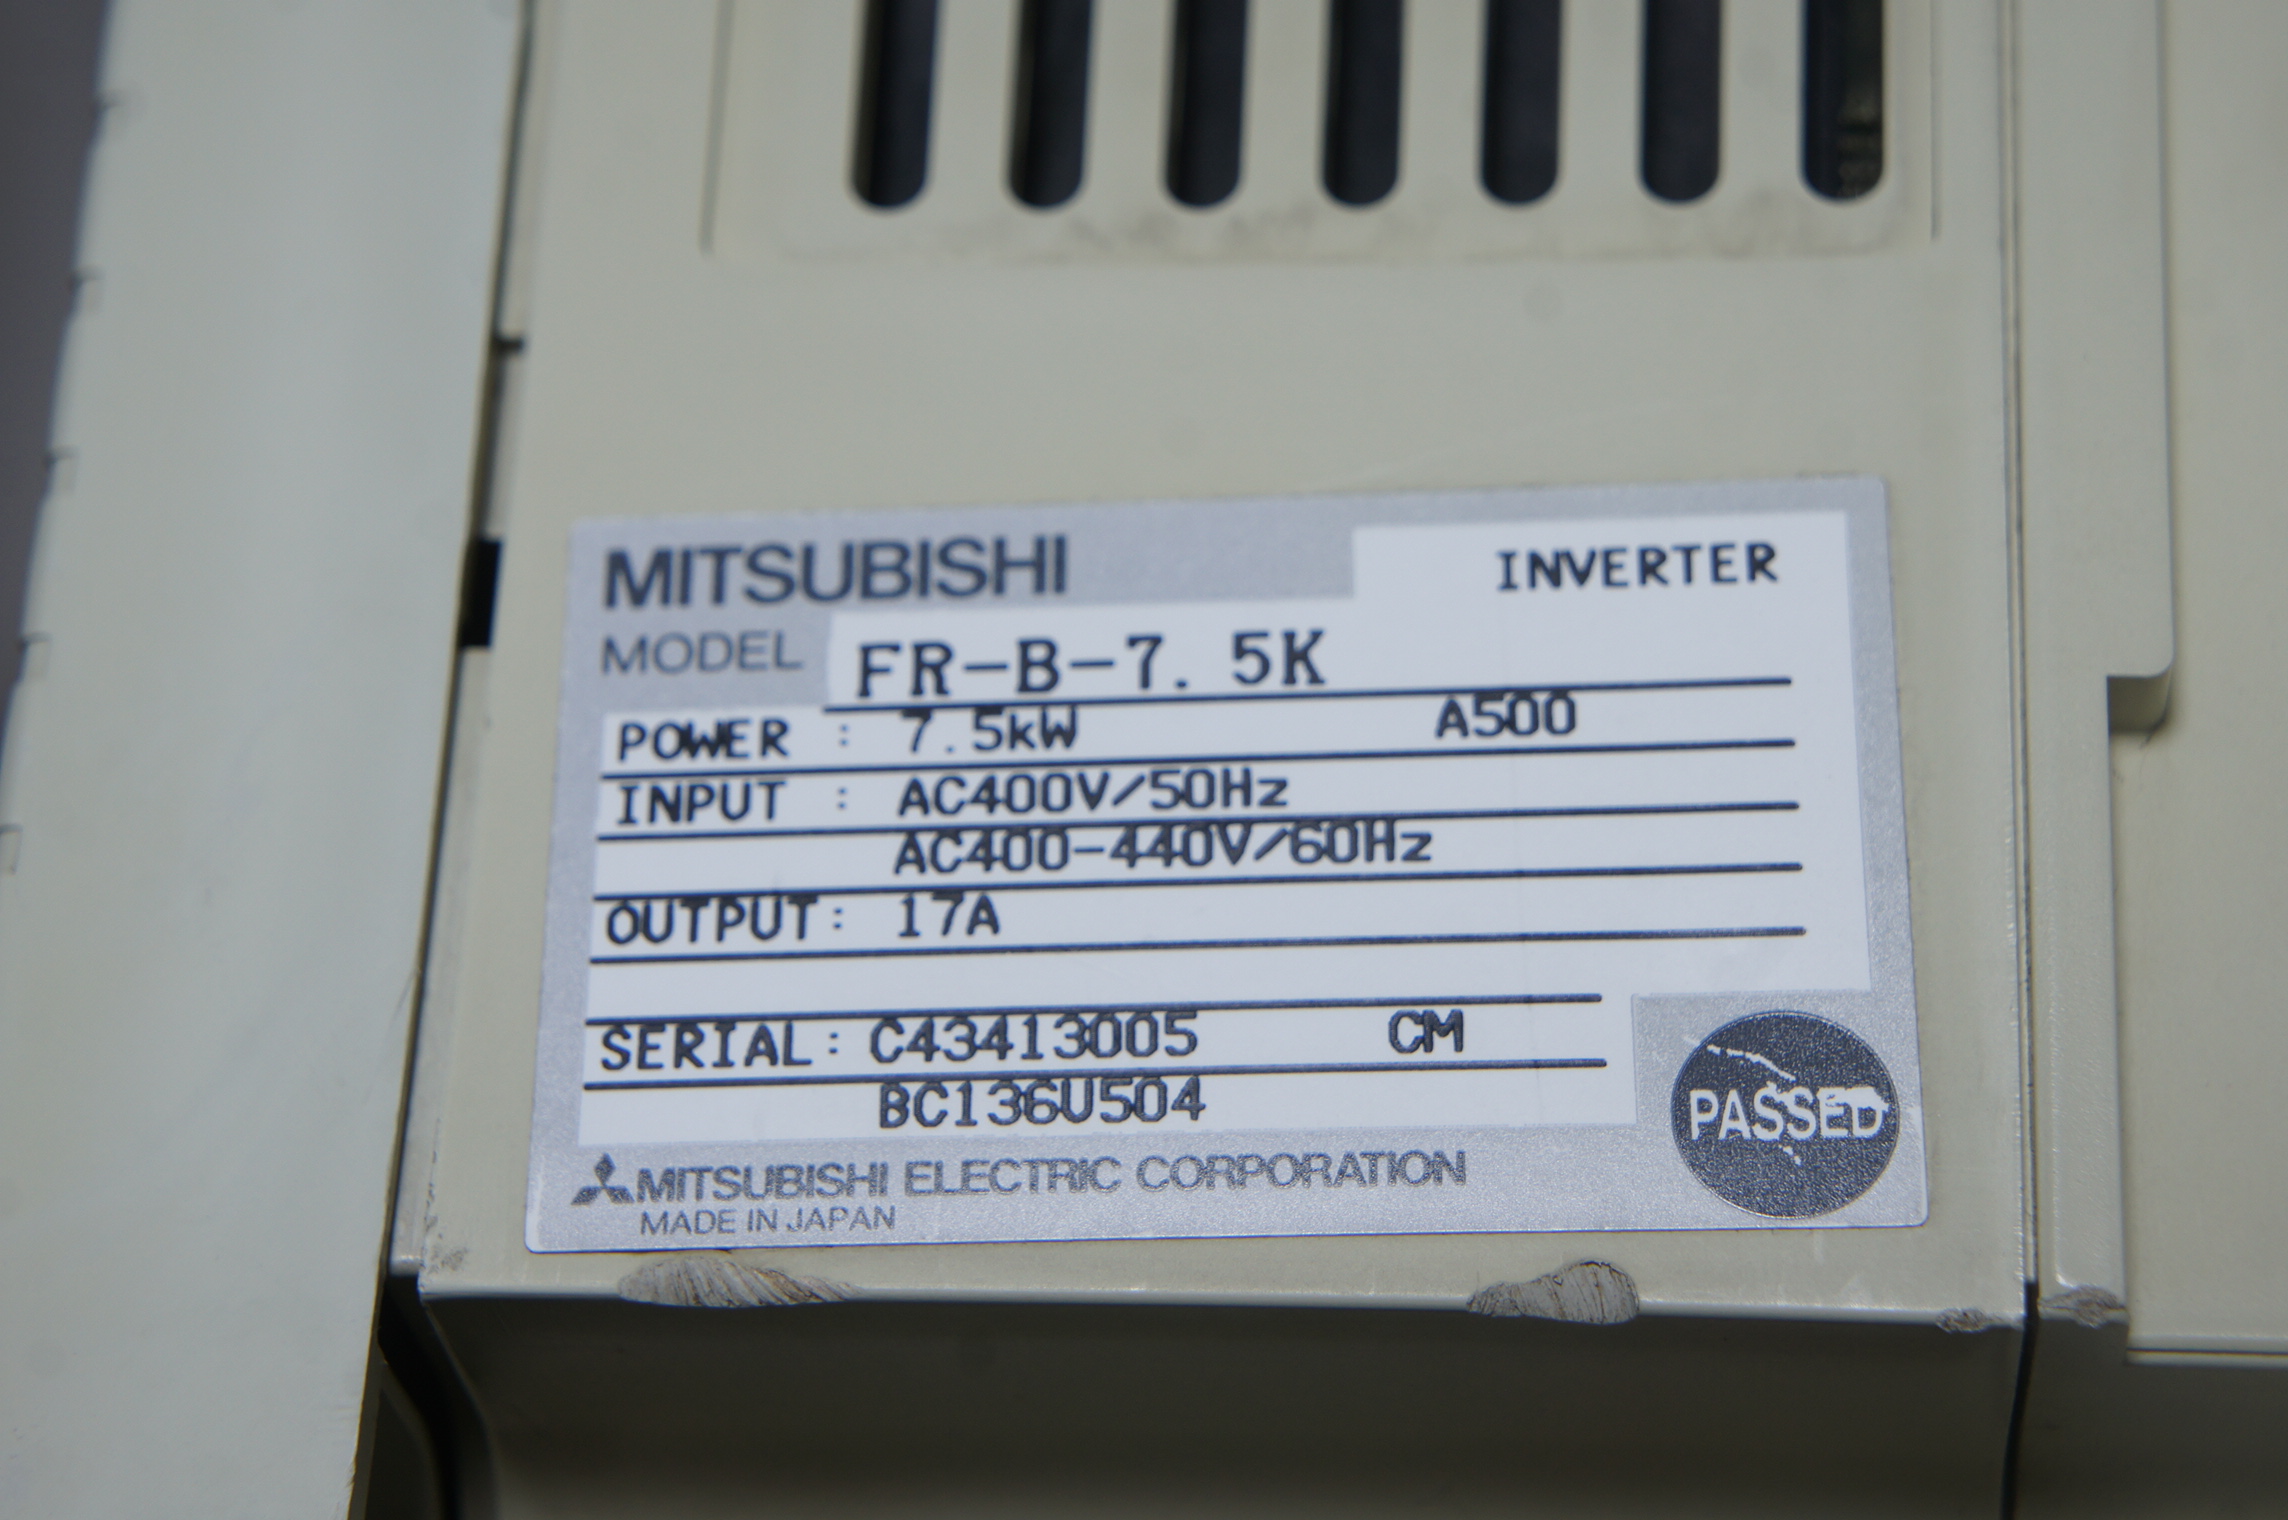 MITSUBISHI INVERTER
MODEL FR-B-7.5K
POWER : 7.5kW A500
INPUT : AC400V/50Hz
AC400-440V/60Hz
OUTPUT: 17A
SERIAL: C43413005 CM
BC136U504
PASSED
MITSUBISHI ELECTRIC CORPORATION
MADE IN JAPAN